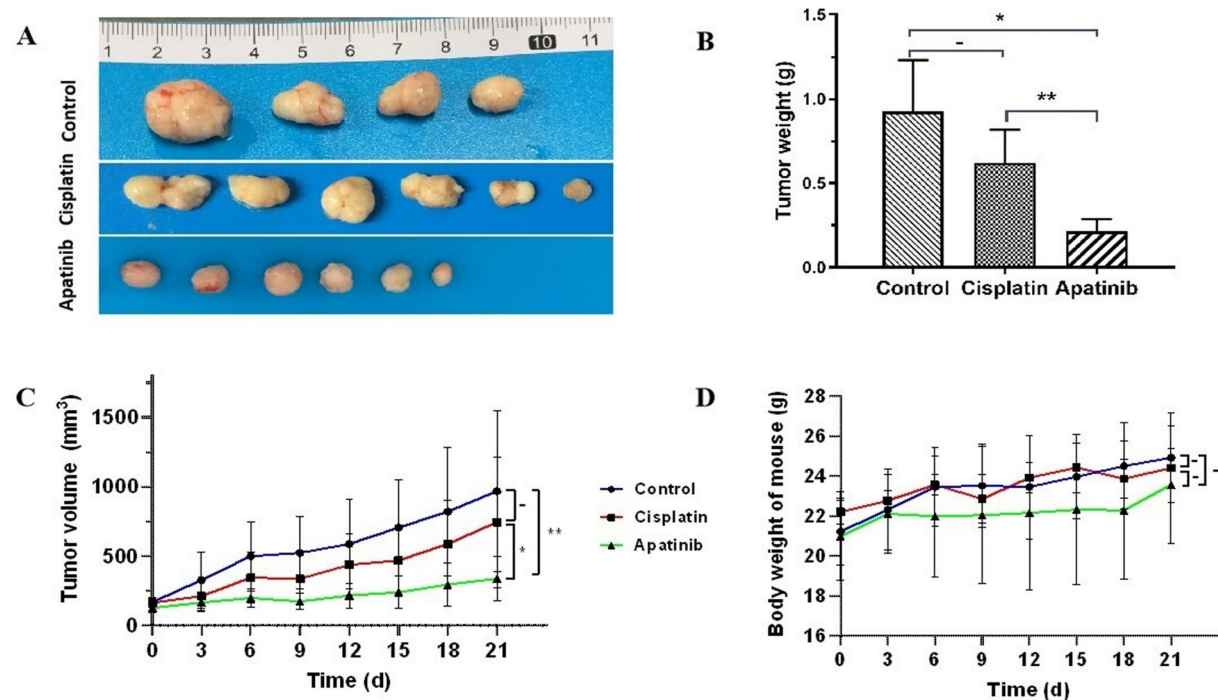 A
1 2 3 4 5 6 7 8 9 10 11
Control
Cisplatin
Apatinib
B
Tumor weight (g)
1.5
1.0
0.5
0.0
*
-
**
Control Cisplatin Apatinib
C
Tumor volume (mm³)
1500
1000
500
0
0 3 6 9 12 15 18 21
Time (d)
-
*
**
Control
Cisplatin
Apatinib
D
Body weight of mouse (g)
28
26
24
22
20
18
16
0 3 6 9 12 15 18 21
Time (d)
-
-
-